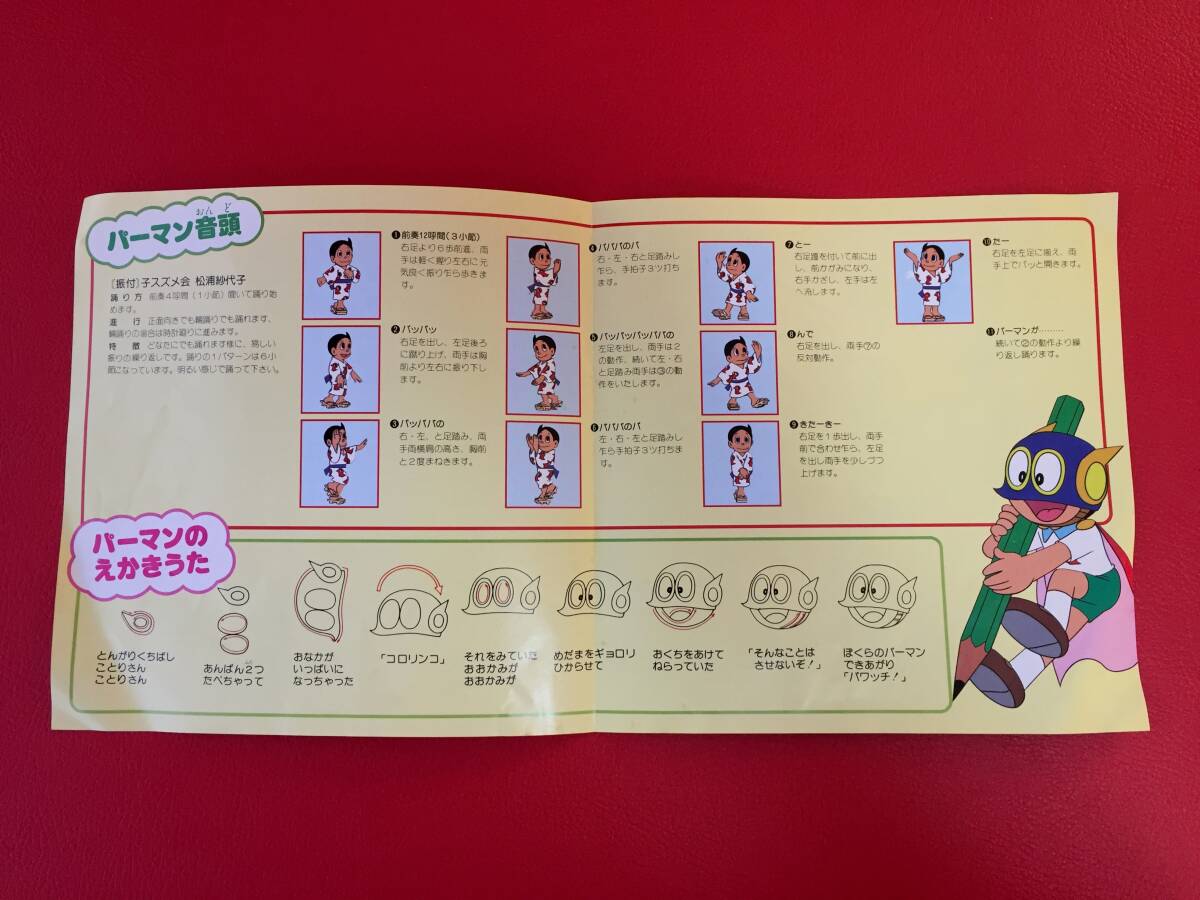 おんど
パーマン音頭
〔振付〕子スズメ会 松浦紗代子
踊り方 前奏4呼間(1小節)聞いて踊り始
めます。
進 行 正面向きでも輪踊りでも踊れます、
輪踊りの場合は時計廻りに進みます。
特 徴 どなたにでも踊れます様に、易しい
振りの繰り返しです。踊りの1パターンは6小
節になっています。明るい感じで踊って下さい。
❶前奏12呼間(3小節)
右足より6歩前進、両
手は軽く握り左右に元
気良く振り乍ら歩きま
す。
❷パッパッ
右足を出し、左足後ろ
に蹴り上げ、両手は胸
前より左右に振り下し
ます。
❸パッパパの
右・左、と足踏み、両
手両横肩の高さ、胸前
と2度まねきます。
❹パパパのパ
右・左・右と足踏みし
乍ら、手拍子3ツ打ち
ます。
❺パッパッパッパパの
左足を出し、両手は2
の動作、続いて左・右
と足踏み両手は③の動
作をいたします。
❻パパパのパ
左・右・左と足踏みし
乍ら手拍子3ツ打ちま
す。
❼とー
右足踵を付いて前に出
し、前かがみになり、
右手かざし、左手は左
へ流します。
❽んで
右足を出し、両手⑦の
反対動作。
❾きたーきー
右足を1歩出し、両手
前で合わせ乍ら、左足
を出し両手を少しづつ
上げます。
❿たー
右足を左足に揃え、両
手上でパッと開きます。
⓫パーマンが………
続いて②の動作より繰
り返し踊ります。
パーマンの
えかきうた
とんがりくちばし
ことりさん
ことりさん
あんぱん2つ
たべちゃって
おなかが
いっぱいに
なっちゃった
「コロリンコ」
それをみていた
おおかみが
おおかみが
めだまをギョロリ
ひからせて
おくちをあけて
ねらっていた
「そんなことは
させないぞ!」
ぼくらのパーマン
できあがり
「パワッチ!」